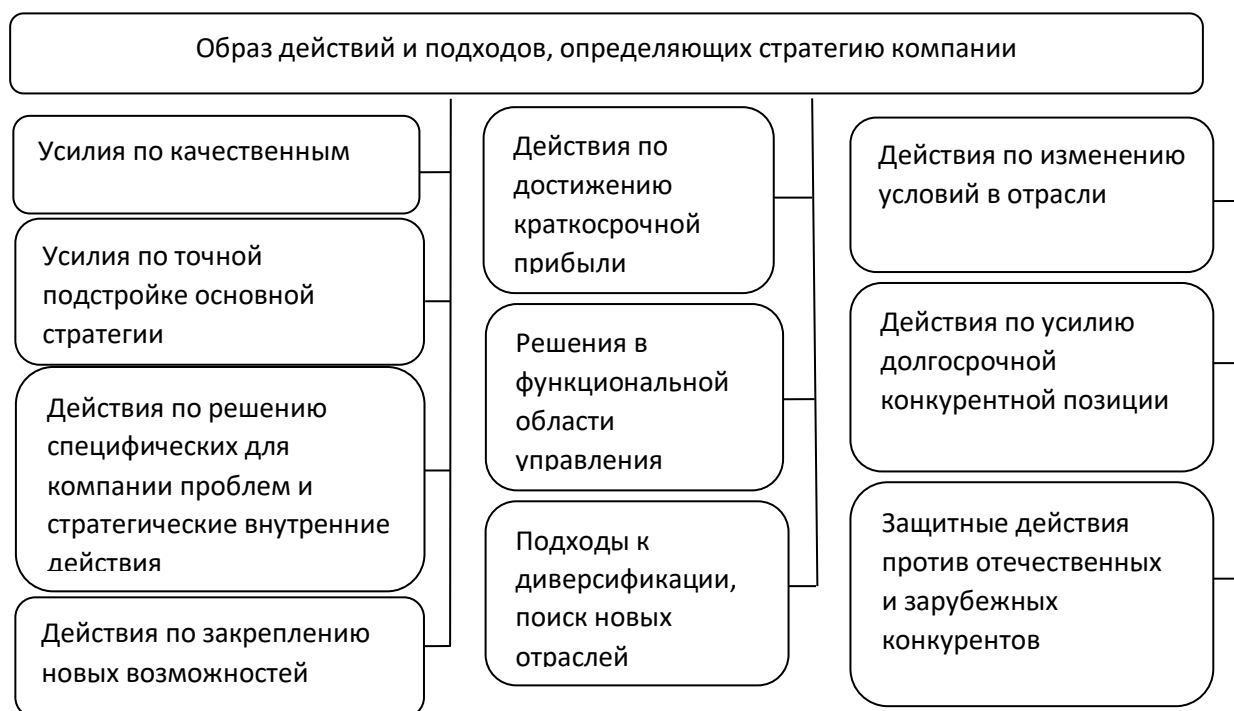 Образ действий и подходов, определяющих стратегию компании
Усилия по качественным
Усилия по точной
подстройке основной
стратегии
Действия по решению
специфических для
компании проблем и
стратегические внутренние
действия
Действия по закреплению
новых возможностей
Действия по
достижению
краткосрочной
прибыли
Решения в
функциональной
области
управления
Подходы к
диверсификации,
поиск новых
отраслей
Действия по изменению
условий в отрасли
Действия по усилию
долгосрочной
конкурентной позиции
Защитные действия
против отечественных
и зарубежных
конкурентов